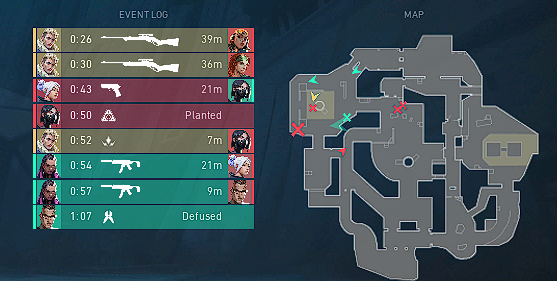 EVENT LOG
MAP
0:26 39m
0:30 36m
0:43 21m
0:50 Planted
0:52 7m
0:54 21m
0:57 9m
1:07 Defused